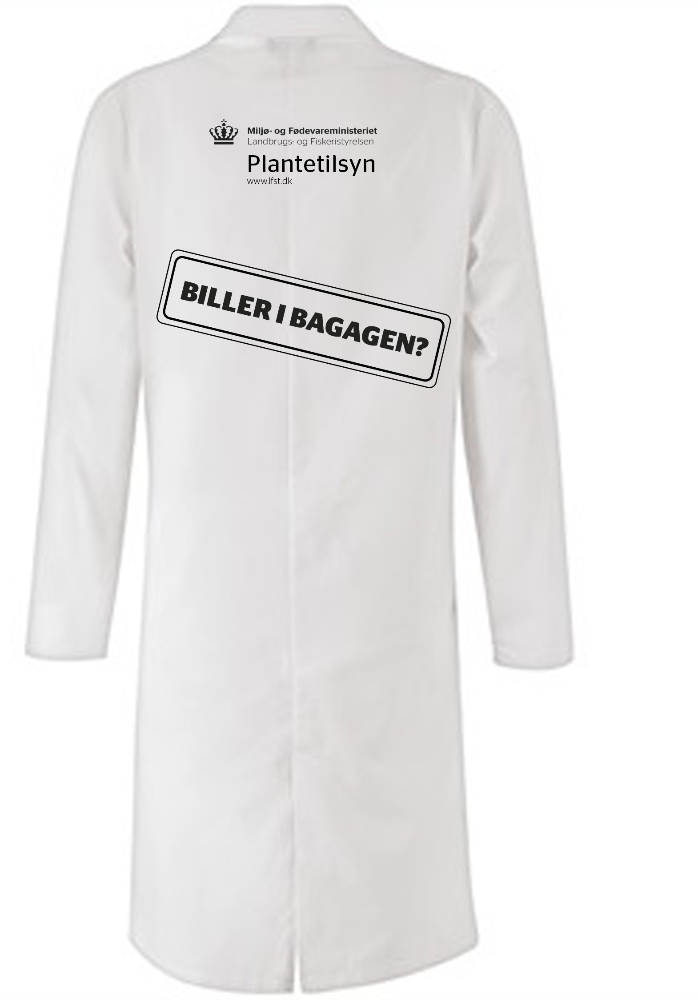 Miljø- og Fødevareministeriet
Landbrugs- og Fiskeristyrelsen
Plantetilsyn
www.lfst.dk
BILLER I BAGAGEN?